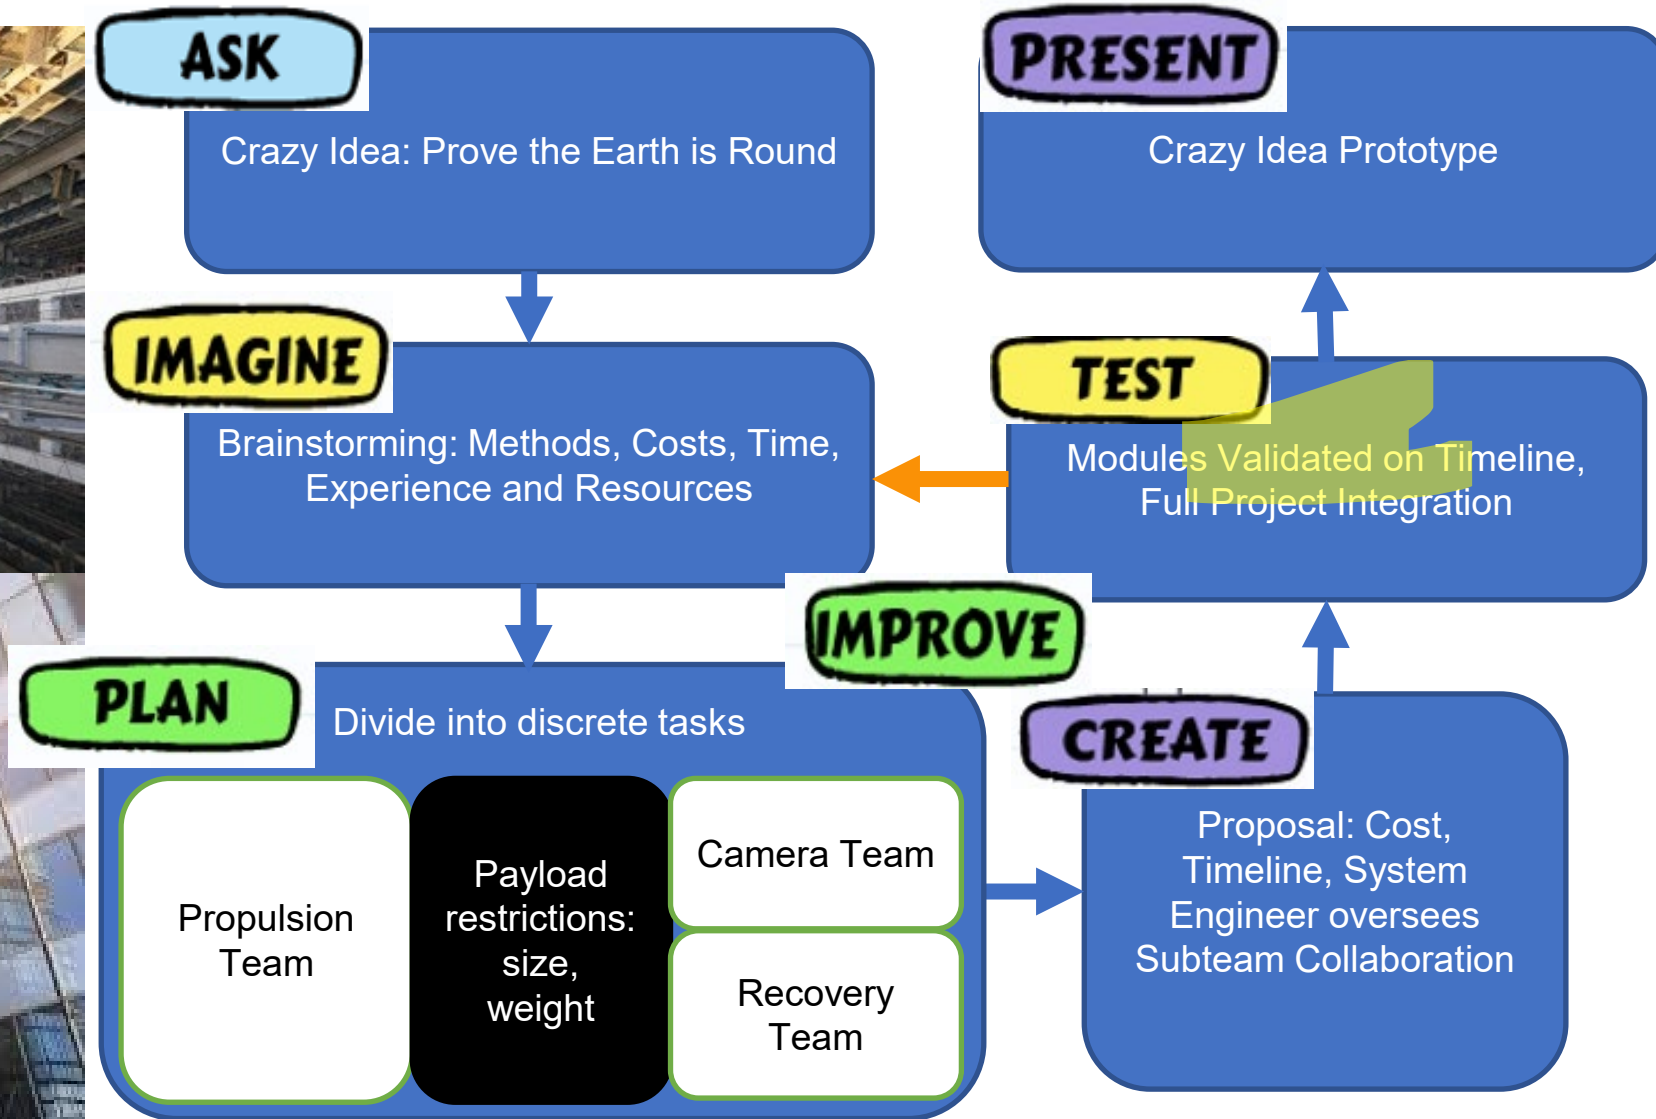 ASK
Crazy Idea: Prove the Earth is Round
IMAGINE
Brainstorming: Methods, Costs, Time,
Experience and Resources
PLAN
Divide into discrete tasks
Propulsion
Team
Payload
restrictions:
size,
weight
Camera Team
Recovery
Team
IMPROVE
CREATE
Proposal: Cost,
Timeline, System
Engineer oversees
Subteam Collaboration
TEST
Modules Validated on Timeline,
Full Project Integration
PRESENT
Crazy Idea Prototype